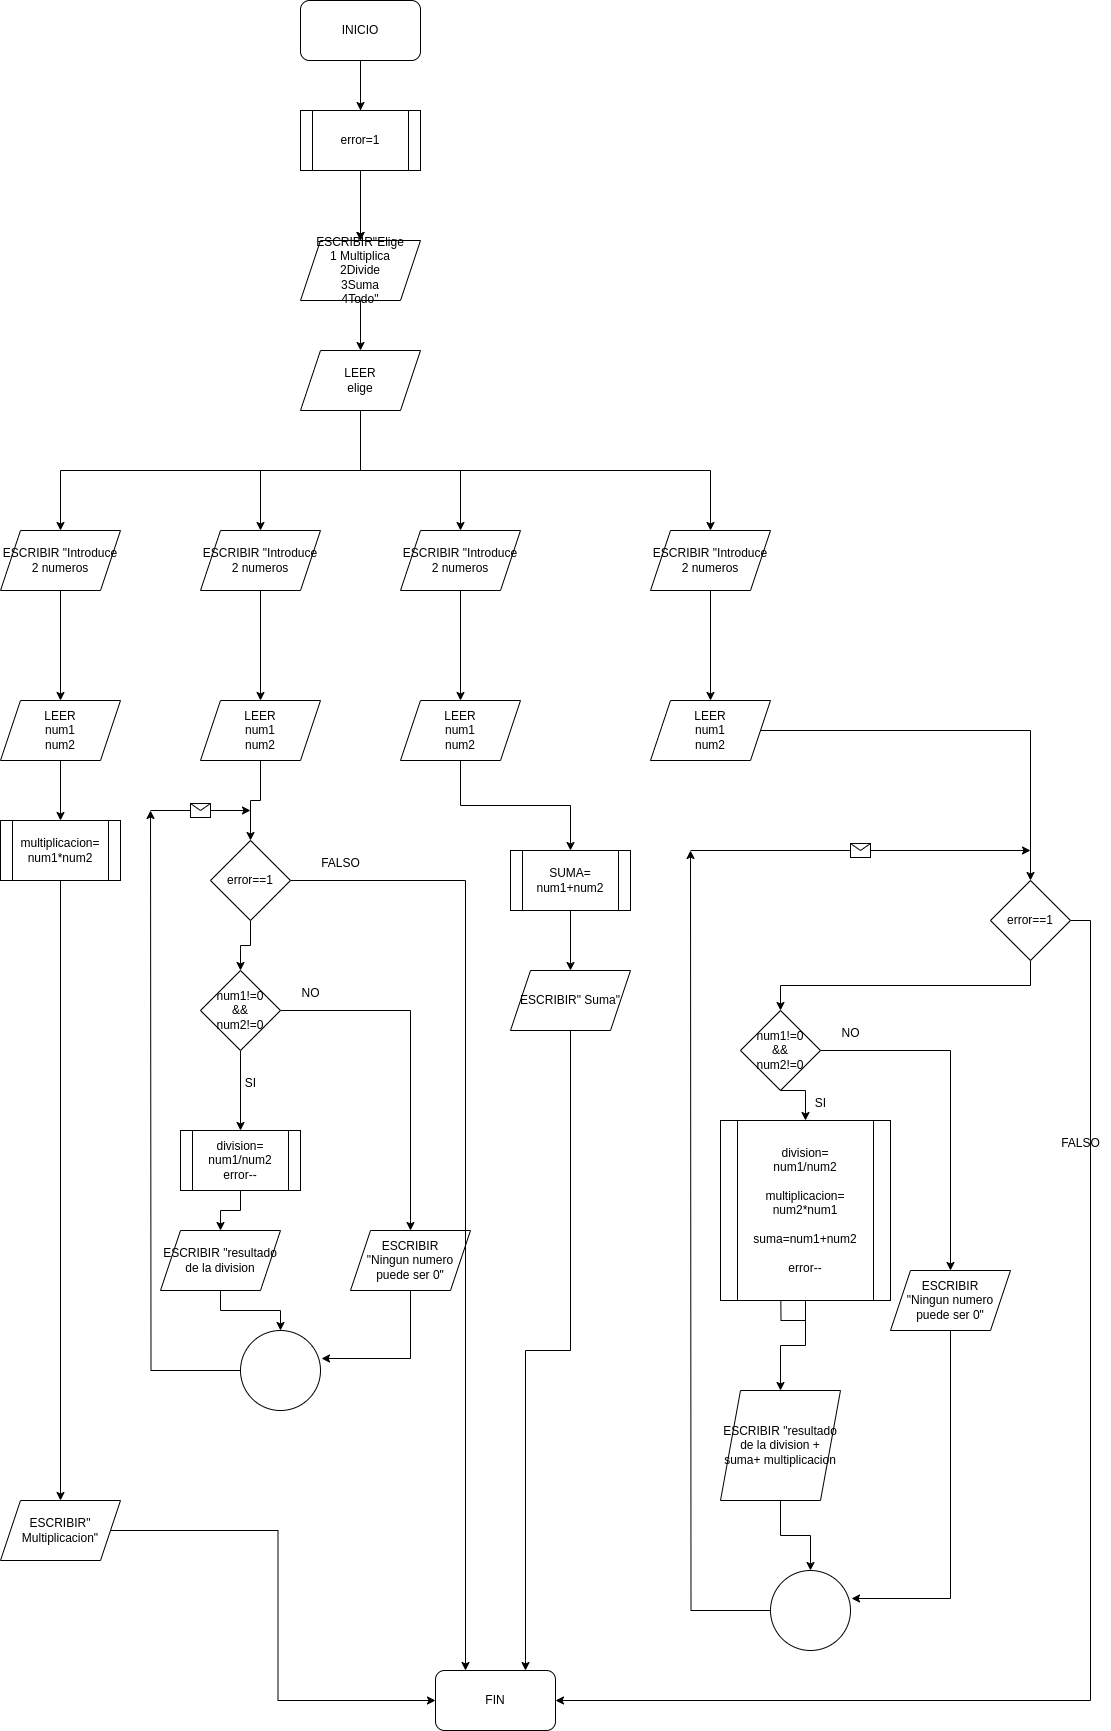 INICIO
error=1
ESCRIBIR"Elige
1 Multiplica
2Divide
3Suma
4Todo"
LEER
elige
ESCRIBIR "Introduce
2 numeros
ESCRIBIR "Introduce
2 numeros
ESCRIBIR "Introduce
2 numeros
ESCRIBIR "Introduce
2 numeros
LEER
num1
num2
LEER
num1
num2
LEER
num1
num2
LEER
num1
num2
multiplicacion=
num1*num2
error==1
FALSO
SUMA=
num1+num2
error==1
num1!=0
&&
num2!=0
NO
ESCRIBIR" Suma"
num1!=0
&&
num2!=0
NO
SI
SI
FALSO
division=
num1/num2
error--
division=
num1/num2
multiplicacion=
num2*num1
suma=num1+num2
error--
ESCRIBIR "resultado
de la division
ESCRIBIR
"Ningun numero
puede ser 0"
ESCRIBIR
"Ningun numero
puede ser 0"
ESCRIBIR "resultado
de la division +
suma+ multiplicacion
ESCRIBIR"
Multiplicacion"
FIN